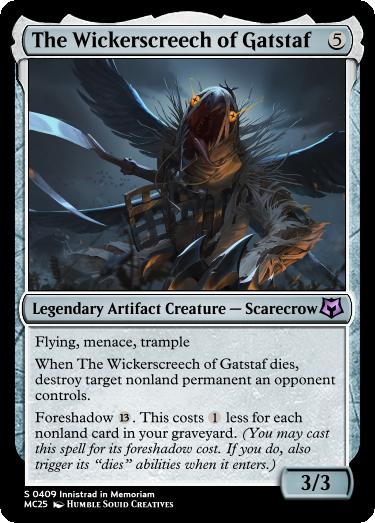 The Wickerscreech of Gatstaf 5
Legendary Artifact Creature — Scarecrow
Flying, menace, trample
When The Wickerscreech of Gatstaf dies,
destroy target nonland permanent an opponent
controls.
Foreshadow 13. This costs 1 less for each
nonland card in your graveyard. (You may cast
this spell for its foreshadow cost. If you do, also
trigger its “dies” abilities when it enters.)
3/3
S 0409 Innistrad in Memoriam
MC25 Humble Squid Creatives